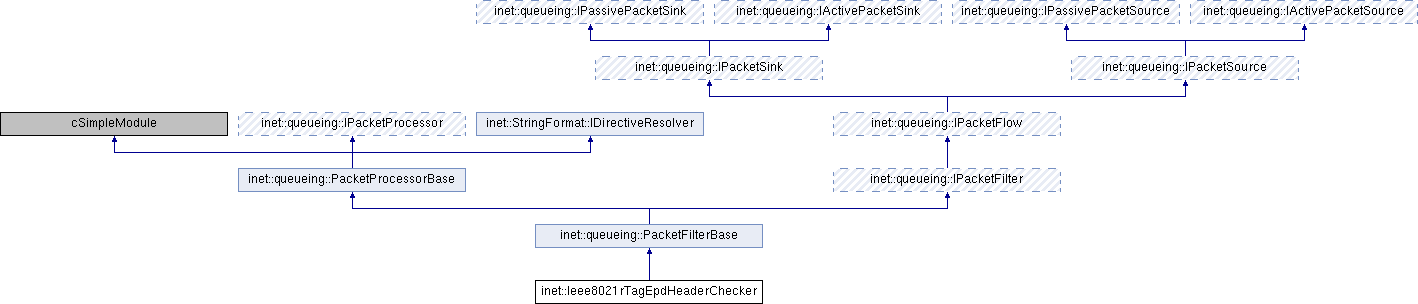 inet::queueing::IPassivePacketSink
inet::queueing::IActivePacketSink
inet::queueing::IPassivePacketSource
inet::queueing::IActivePacketSource
inet::queueing::IPacketSink
inet::queueing::IPacketSource
cSimpleModule
inet::queueing::IPacketProcessor
inet::StringFormat::IDirectiveResolver
inet::queueing::IPacketFlow
inet::queueing::PacketProcessorBase
inet::queueing::IPacketFilter
inet::queueing::PacketFilterBase
inet::Ieee8021rTagEpdHeaderChecker